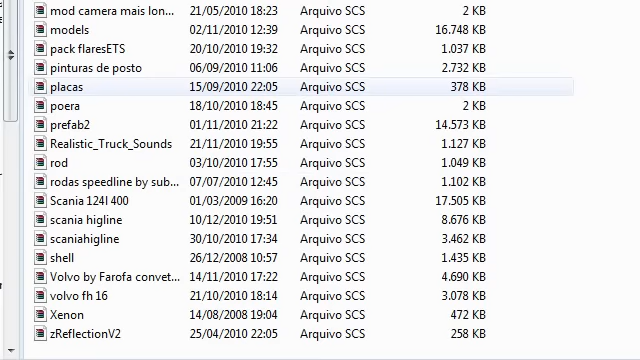 mod camera mais lon... 21/05/2010 18:23 Arquivo SCS 2 KB
models 02/11/2010 12:39 Arquivo SCS 16.748 KB
pack flaresETS 20/10/2010 19:32 Arquivo SCS 1.037 KB
pinturas de posto 06/09/2010 11:06 Arquivo SCS 2.732 KB
placas 15/09/2010 22:05 Arquivo SCS 378 KB
poera 18/10/2010 18:45 Arquivo SCS 2 KB
prefab2 01/11/2010 21:22 Arquivo SCS 14.573 KB
Realistic_Truck_Sounds 21/11/2010 19:55 Arquivo SCS 1.127 KB
rod 03/10/2010 17:55 Arquivo SCS 1.049 KB
rodas speedline by sub... 07/07/2010 12:45 Arquivo SCS 1.102 KB
Scania 124l 400 01/03/2009 16:20 Arquivo SCS 17.505 KB
scania higline 10/12/2010 19:51 Arquivo SCS 8.676 KB
scaniahigline 30/10/2010 17:34 Arquivo SCS 3.462 KB
shell 26/12/2008 10:57 Arquivo SCS 1.435 KB
Volvo by Farofa convet... 14/11/2010 17:22 Arquivo SCS 4.690 KB
volvo fh 16 21/10/2010 18:14 Arquivo SCS 3.078 KB
Xenon 14/08/2008 19:04 Arquivo SCS 472 KB
zReflectionV2 25/04/2010 22:05 Arquivo SCS 258 KB